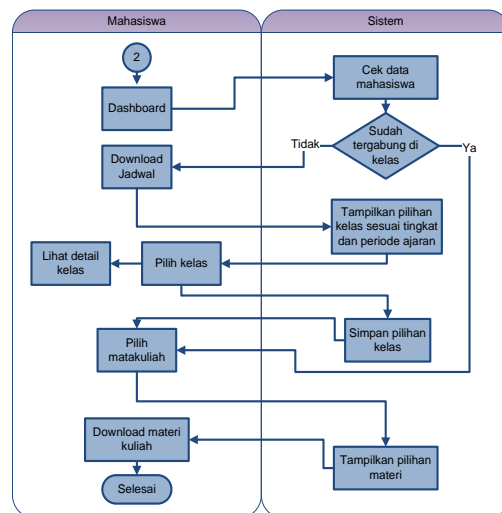 Mahasiswa
Sistem
2
Cek data
mahasiswa
Dashboard
Sudah
tergabung di
kelas
Tidak
Ya
Download
Jadwal
Tampilkan pilihan
kelas sesuai tingkat
dan periode ajaran
Lihat detail
kelas
Pilih kelas
Simpan pilihan
kelas
Pilih
matakuliah
Download materi
kuliah
Tampilkan pilihan
materi
Selesai